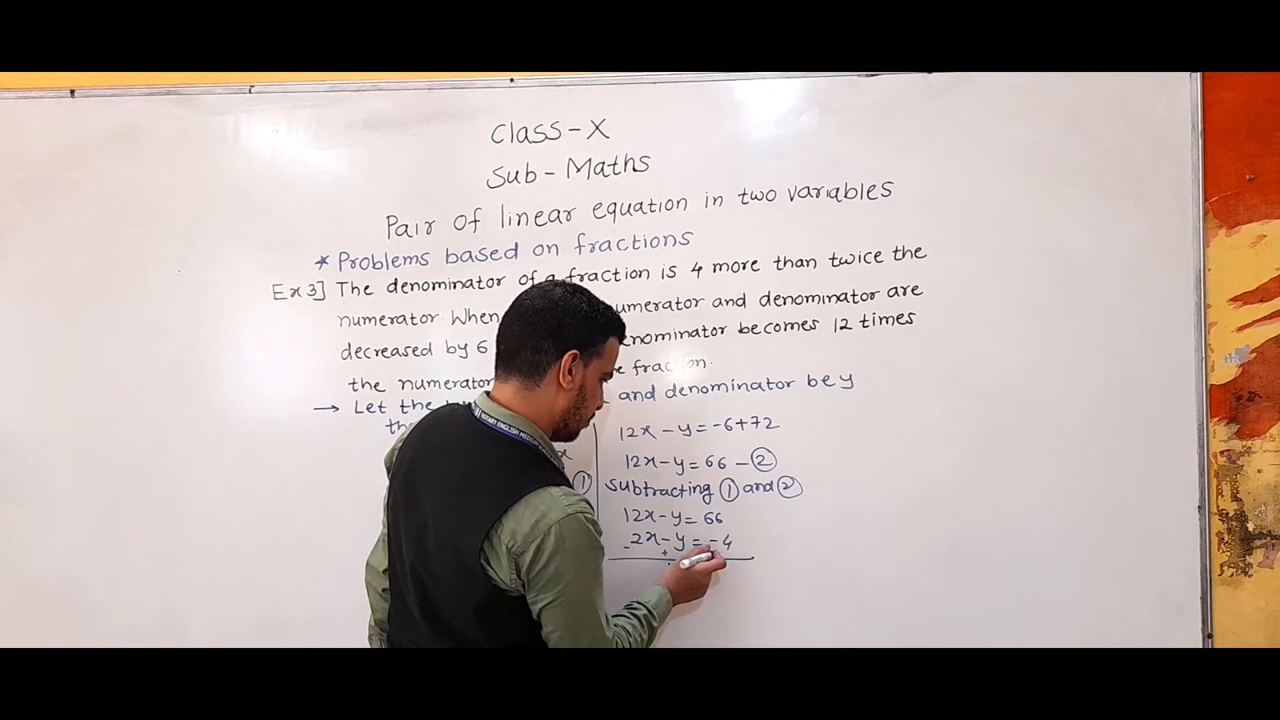 Class-X
Sub- Maths
Pair of linear equation in two variables
* Problems based on fractions
Ex 3] The denominator of a fraction is 4 more than twice the
numerator When numerator and denominator are
decreased by 6 denominator becomes 12 times
the numerator fraction.
→ Let the and denominator be y
12x - y = -6+72
12x - y = 66 - ②
x
①
subtracting ① and ②
12x - y = 66
2x - y = -4
- +